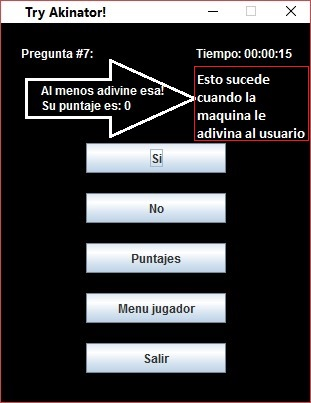 Try Akinator!
Pregunta #7:
Tiempo: 00:00:15
Al menos adivine esa!
Su puntaje es: 0
Esto sucede
cuando la
maquina le
adivina al usuario
Si
No
Puntajes
Menu jugador
Salir